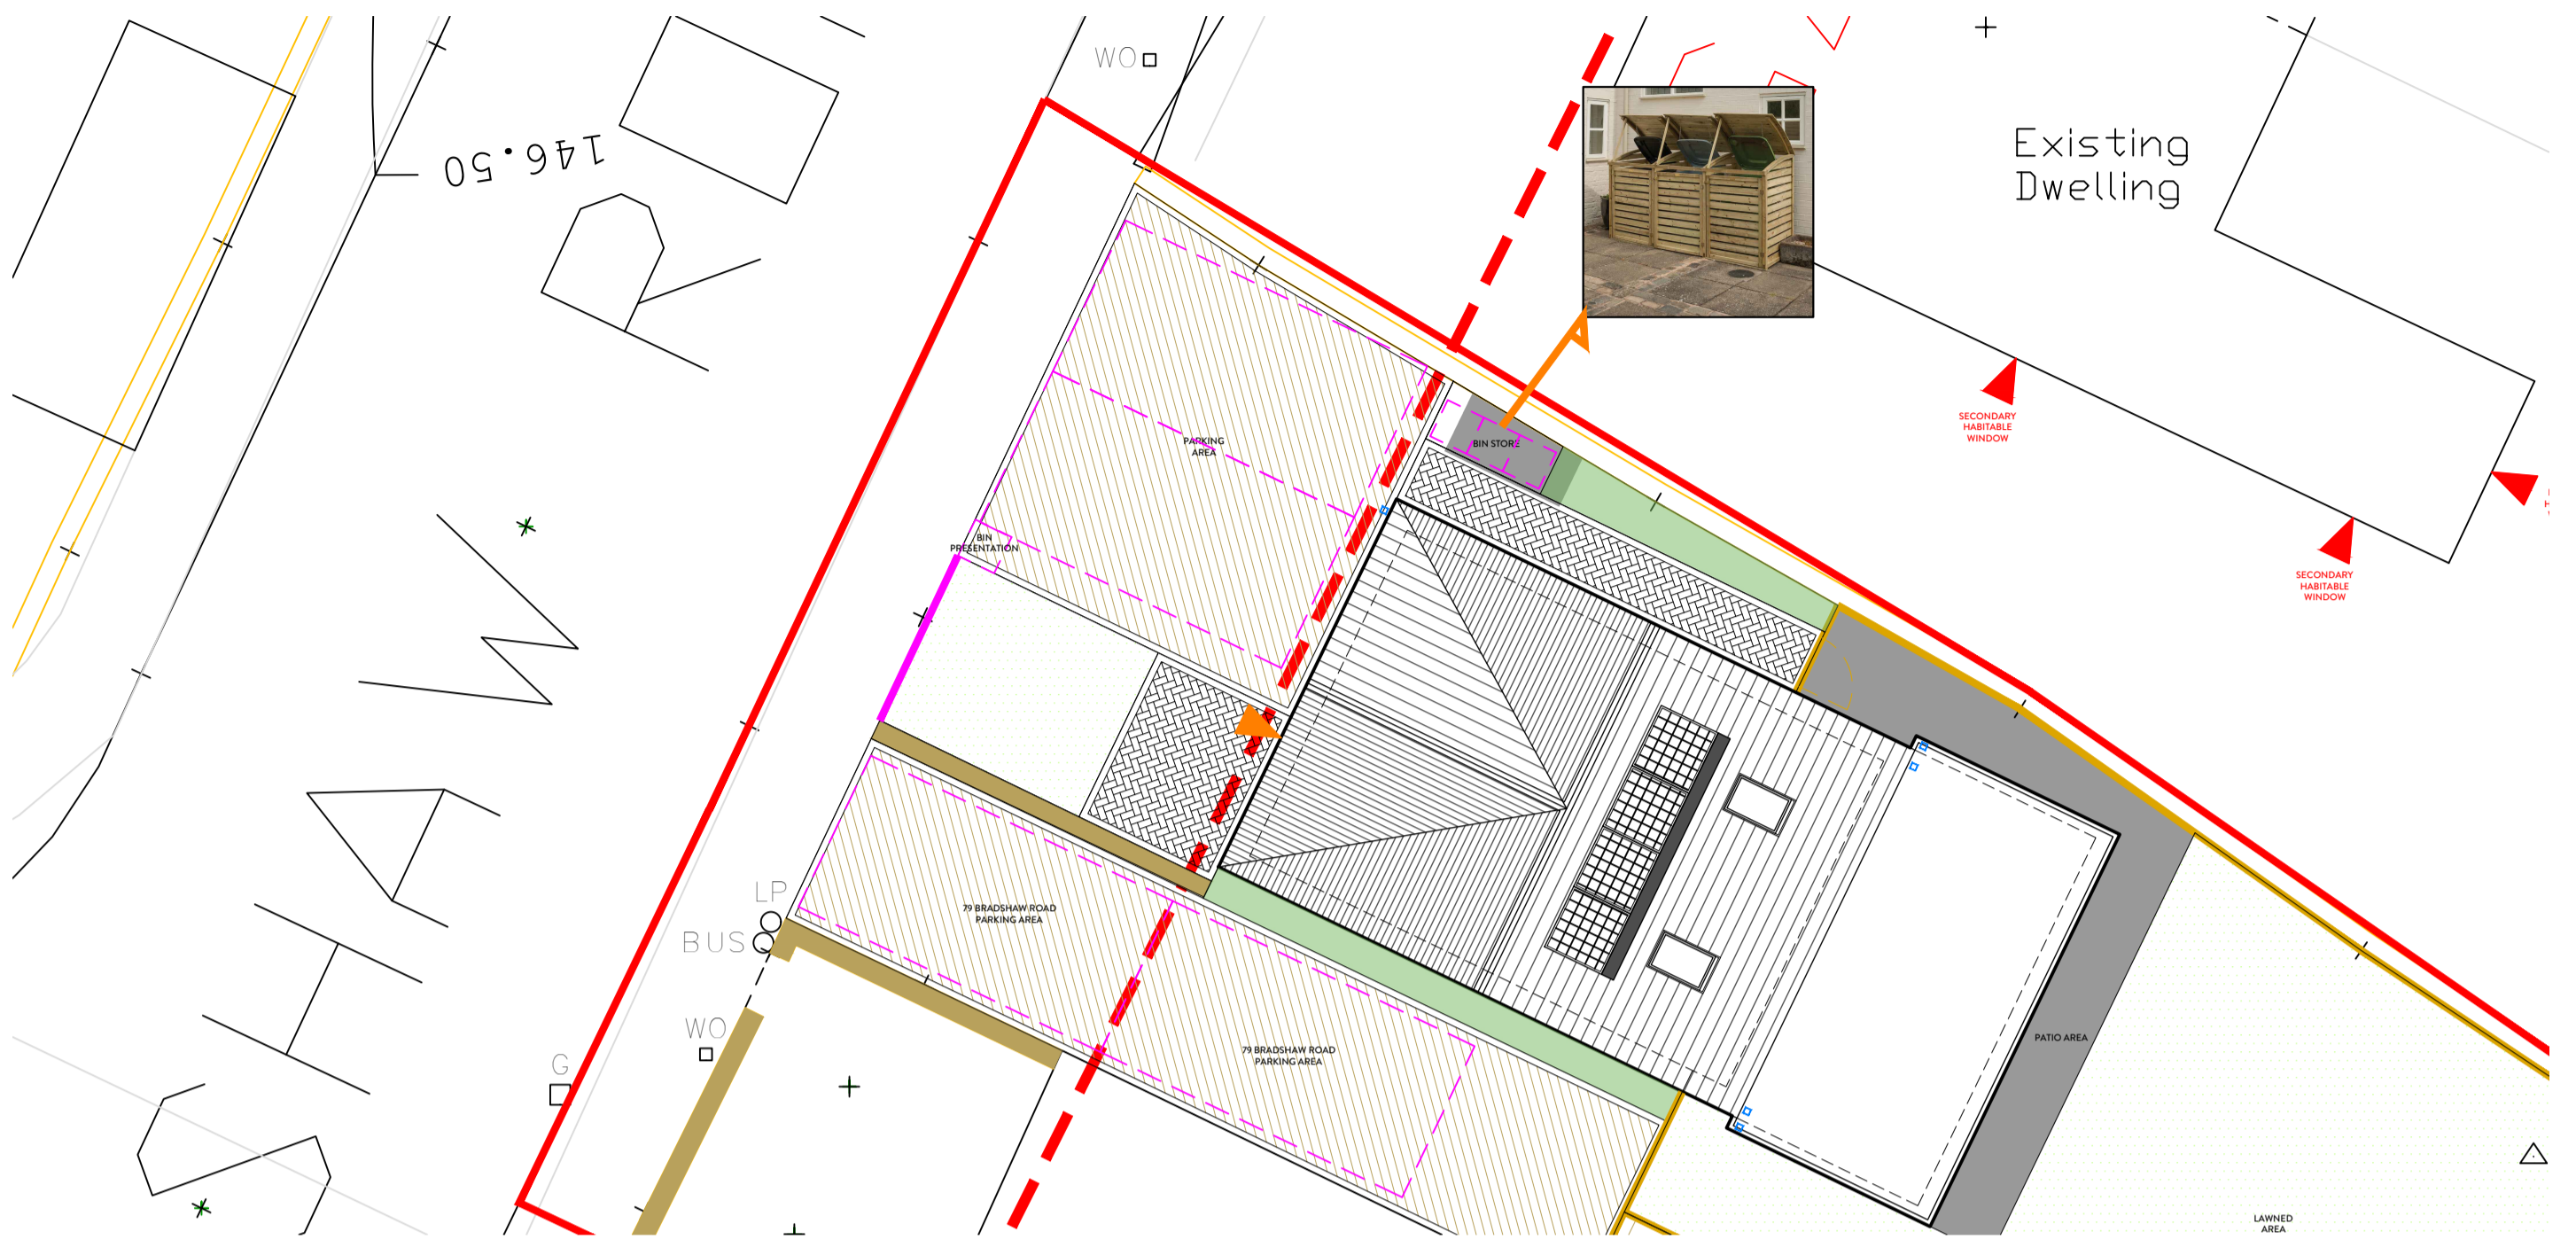 WO
146.50
Existing
Dwelling
SECONDARY
HABITABLE
WINDOW
PARKING
AREA
BIN STORE
BIN
PRESENTATION
SECONDARY
HABITABLE
WINDOW
LP
BUS
79 BRADSHAW ROAD
PARKING AREA
WO
G
79 BRADSHAW ROAD
PARKING AREA
PATIO AREA
LAWNED
AREA